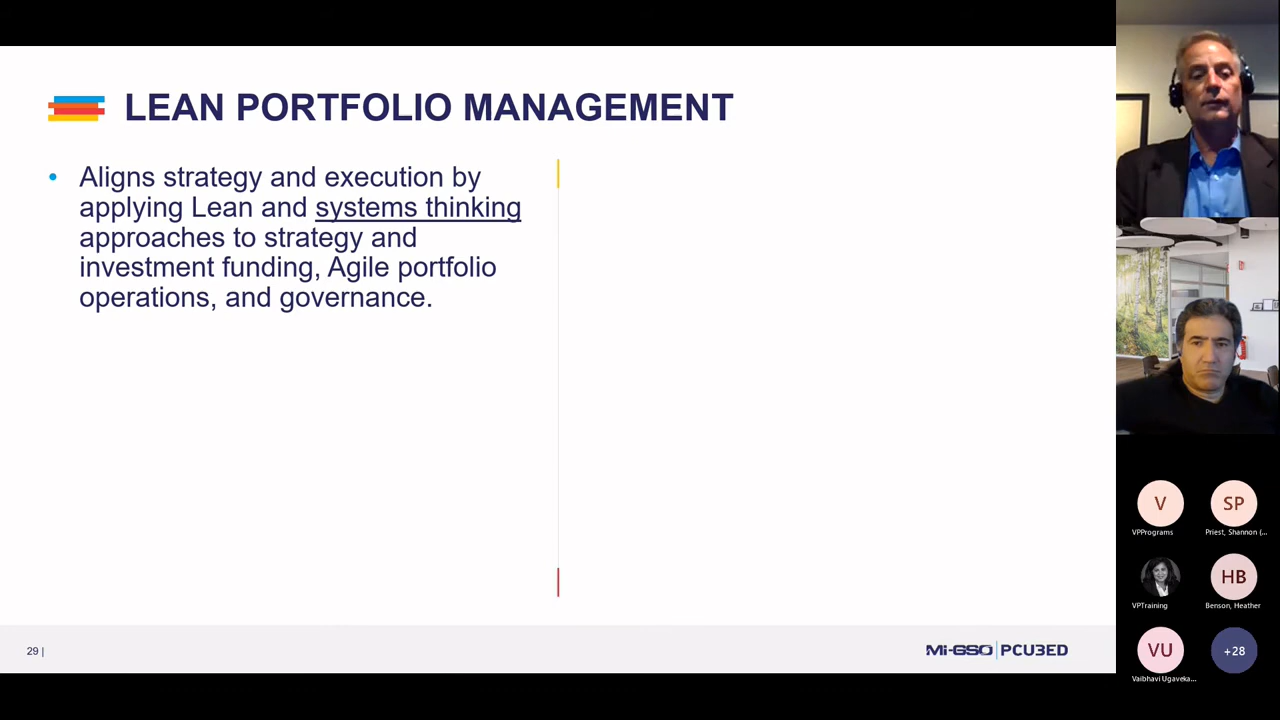 LEAN PORTFOLIO MANAGEMENT
• Aligns strategy and execution by
applying Lean and systems thinking
approaches to strategy and
investment funding, Agile portfolio
operations, and governance.
29 |
Mi-GSO | PCU3ED
V
SP
VPPrograms
Priest, Shannon (...
HB
VPTraining
Benson, Heather
VU
+28
Vaibhavi Ugaveka...